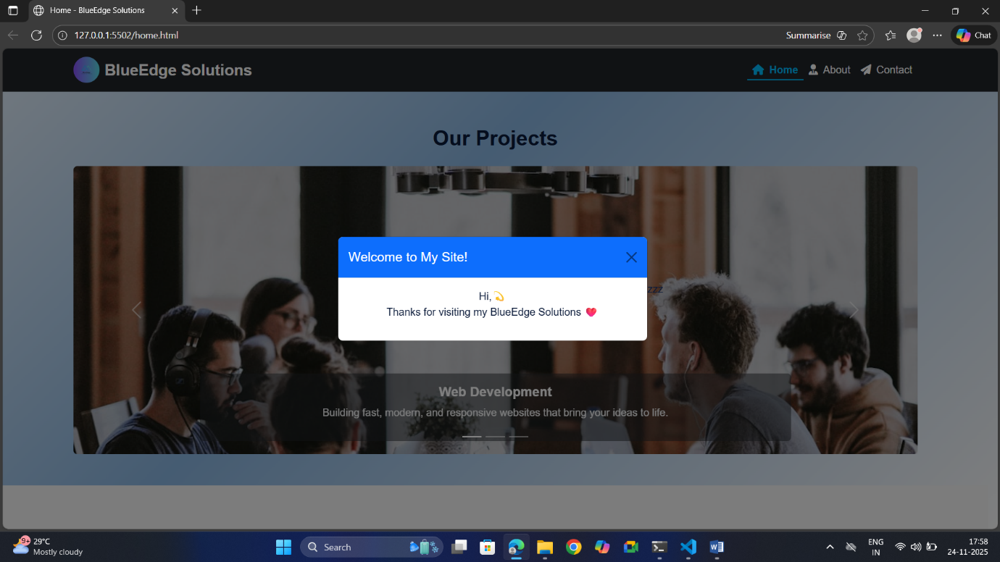 Home - BlueEdge Solutions
127.0.0.1:5502/home.html
Summarise
Chat
BlueEdge Solutions
Home
About
Contact
Our Projects
Welcome to My Site!
zzz
Hi, 💫
Thanks for visiting my BlueEdge Solutions 💖
Web Development
Building fast, modern, and responsive websites that bring your ideas to life.
9+
29°C
Mostly cloudy
Search
ENG
IN
17:58
24-11-2025